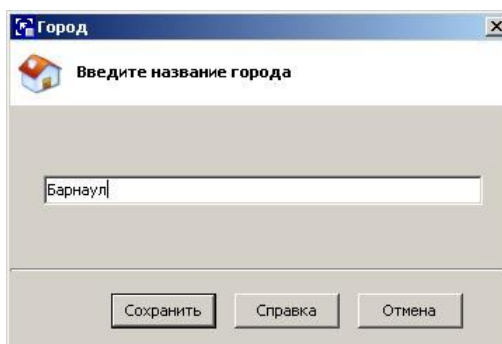 Город
Введите название города
Барнаул
Сохранить Справка Отмена